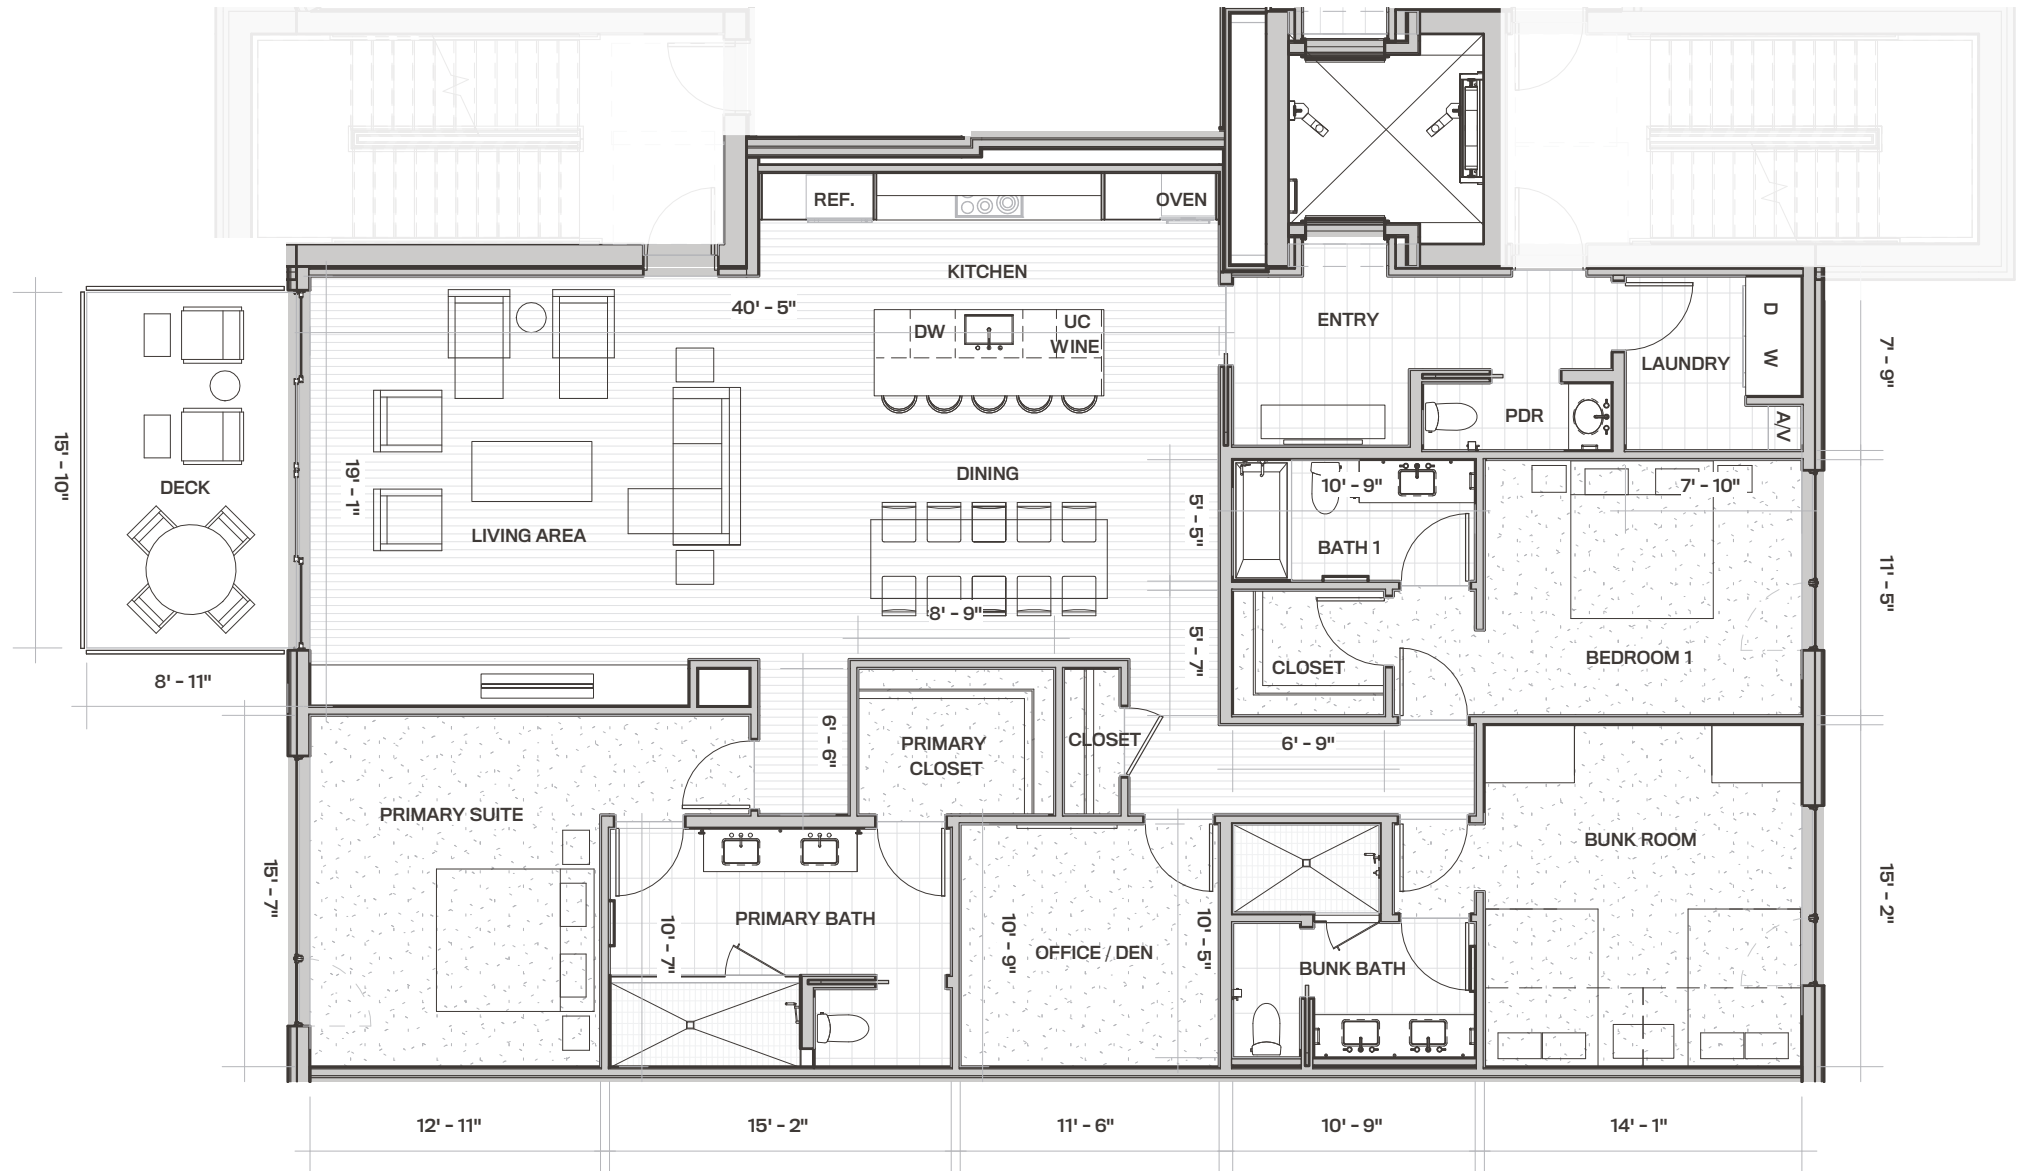 REF.
OVEN
KITCHEN
40' - 5"
DW
UC
WINE
ENTRY
D
W
LAUNDRY
7' - 9"
PDR
A/V
15' - 10"
DECK
19' - 1"
LIVING AREA
DINING
10' - 9"
7' - 10"
5' - 5"
BATH 1
11' - 5"
8' - 9"
5' - 7"
CLOSET
BEDROOM 1
8' - 11"
6' - 6"
PRIMARY
CLOSET
CLOSET
6' - 9"
PRIMARY SUITE
BUNK ROOM
15' - 7"
10' - 7"
PRIMARY BATH
10' - 9"
OFFICE / DEN
10' - 5"
BUNK BATH
15' - 2"
12' - 11"
15' - 2"
11' - 6"
10' - 9"
14' - 1"